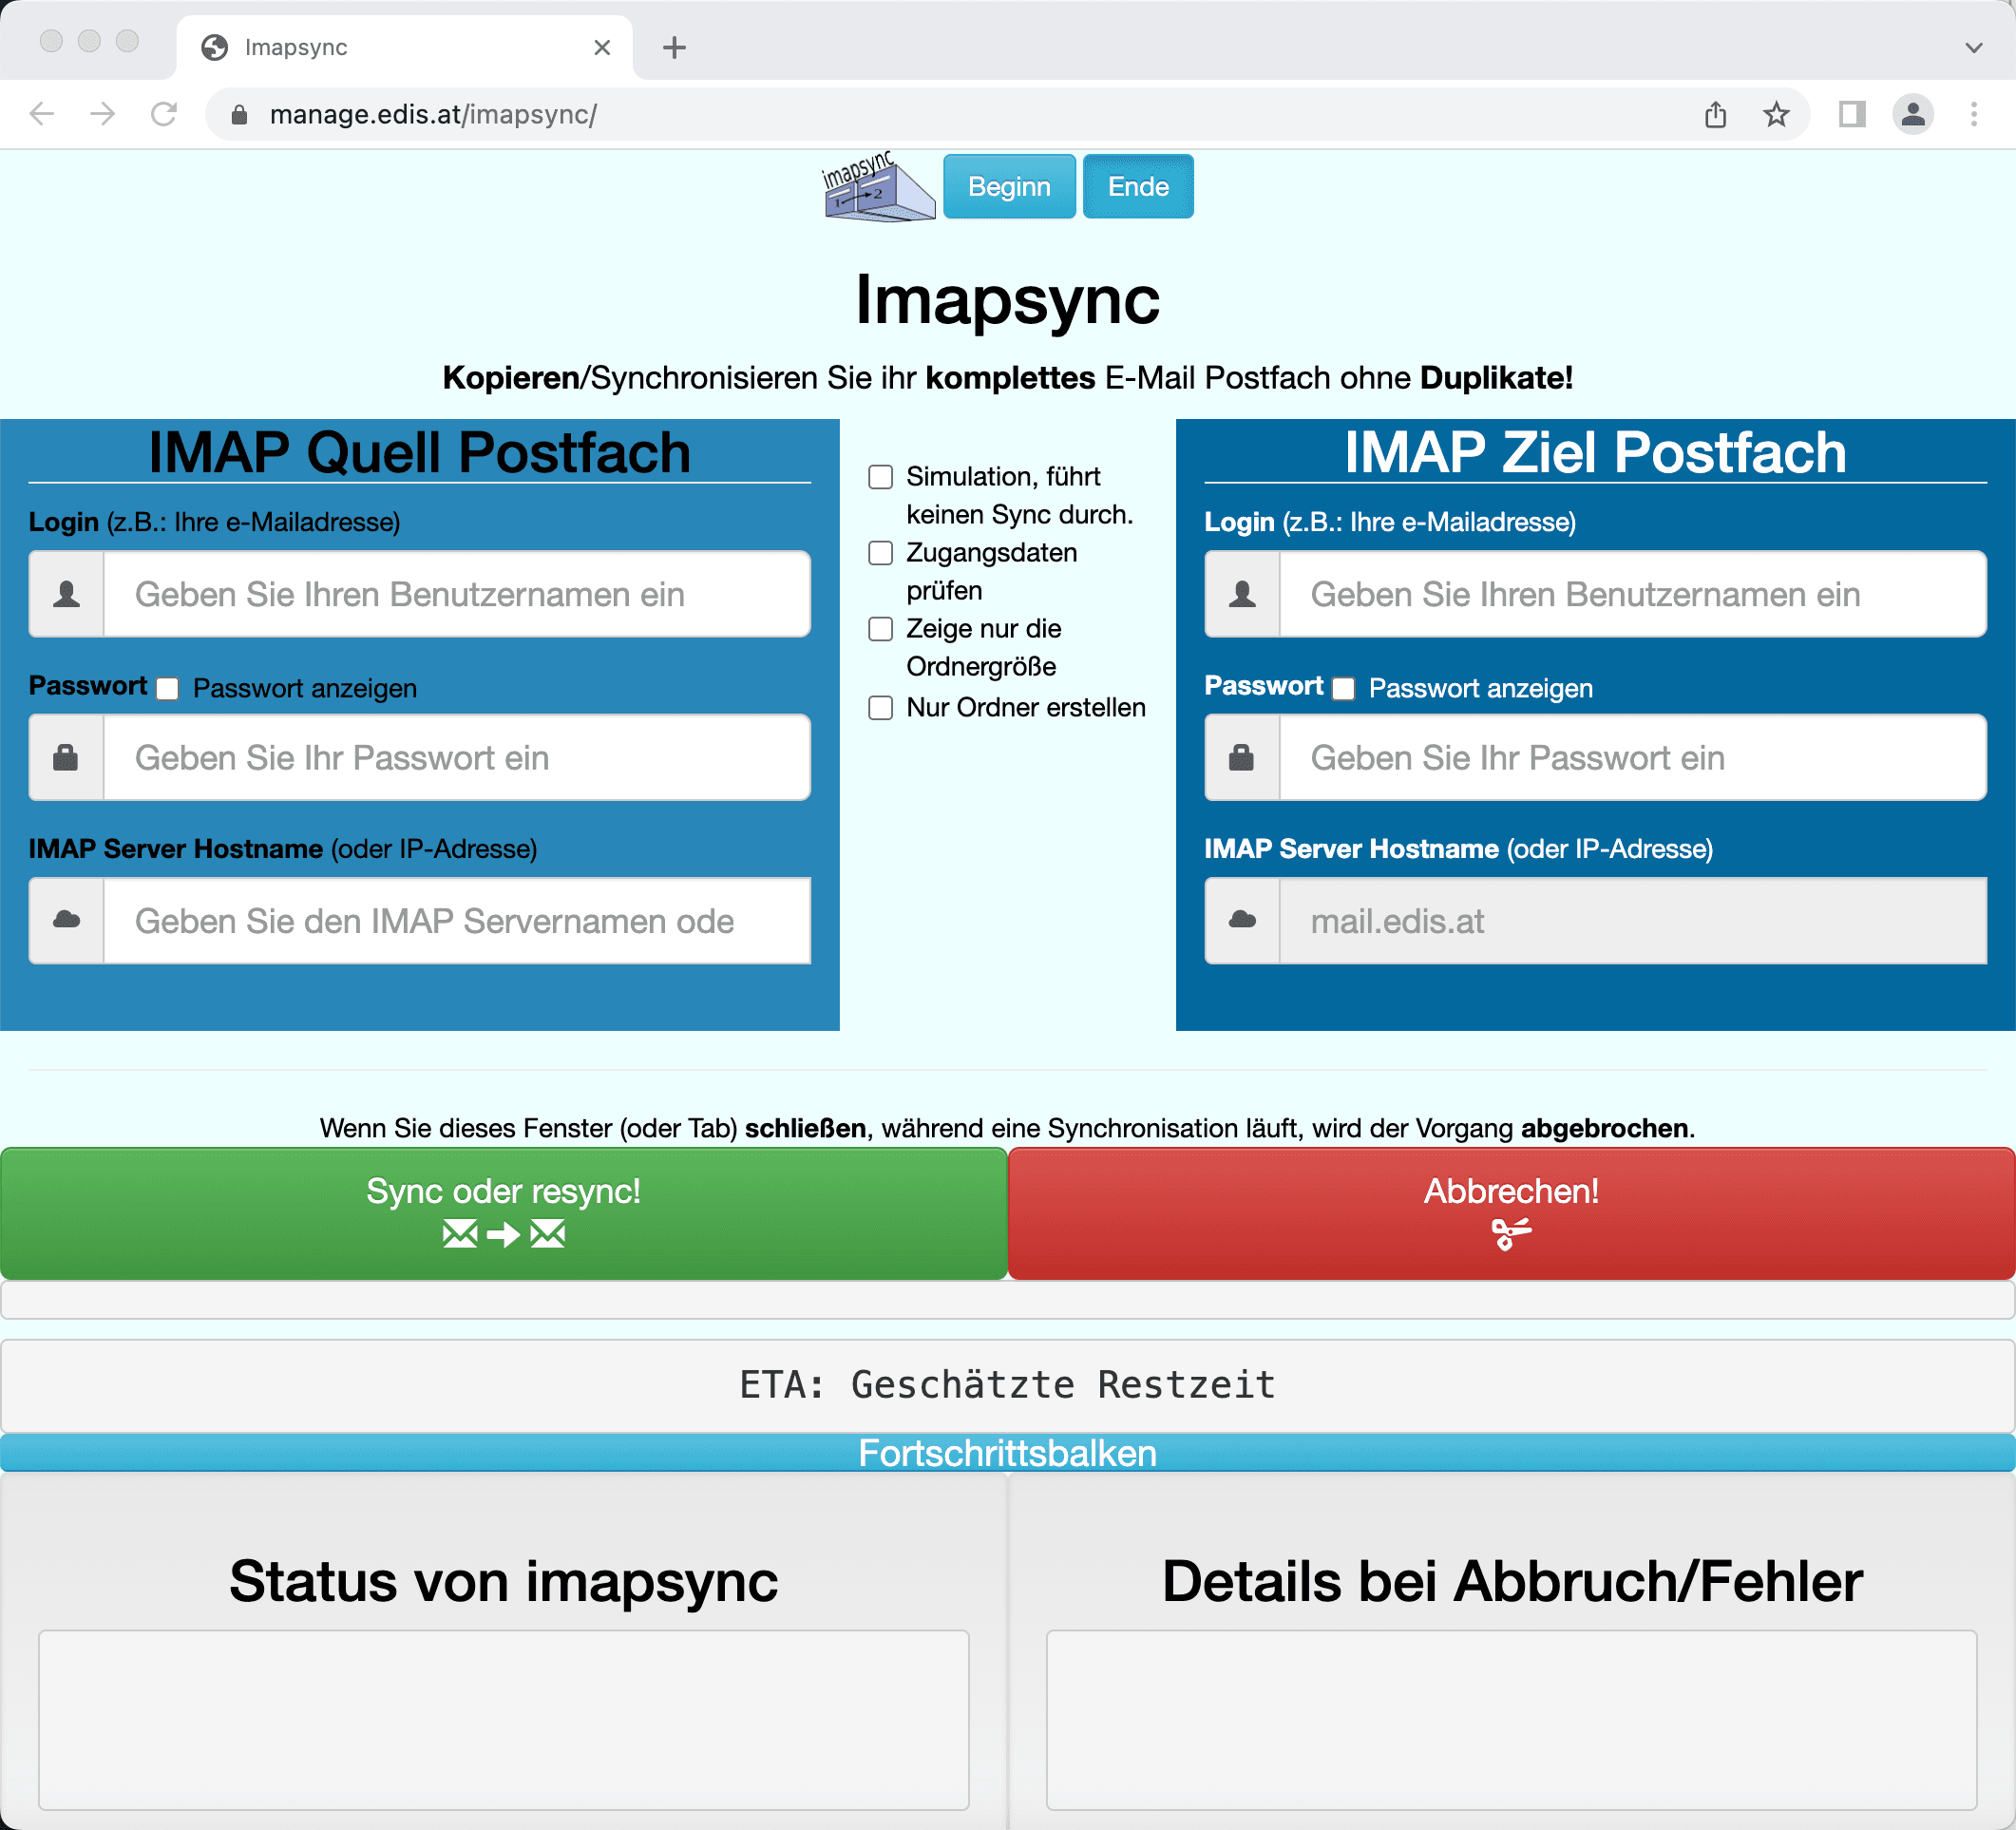 Imapsync
manage.edis.at/imapsync/
imapsync
1 2
Beginn
Ende
Imapsync
Kopieren/Synchronisieren Sie ihr komplettes E-Mail Postfach ohne Duplikate!
IMAP Quell Postfach
Login (z.B.: Ihre e-Mailadresse)
Geben Sie Ihren Benutzernamen ein
Passwort Passwort anzeigen
Geben Sie Ihr Passwort ein
IMAP Server Hostname (oder IP-Adresse)
Geben Sie den IMAP Servernamen ode
Simulation, führt
keinen Sync durch.
Zugangsdaten
prüfen
Zeige nur die
Ordnergröße
Nur Ordner erstellen
IMAP Ziel Postfach
Login (z.B.: Ihre e-Mailadresse)
Geben Sie Ihren Benutzernamen ein
Passwort Passwort anzeigen
Geben Sie Ihr Passwort ein
IMAP Server Hostname (oder IP-Adresse)
mail.edis.at
Wenn Sie dieses Fenster (oder Tab) schließen, während eine Synchronisation läuft, wird der Vorgang abgebrochen.
Sync oder resync!
Abbrechen!
ETA: Geschätzte Restzeit
Fortschrittsbalken
Status von imapsync
Details bei Abbruch/Fehler